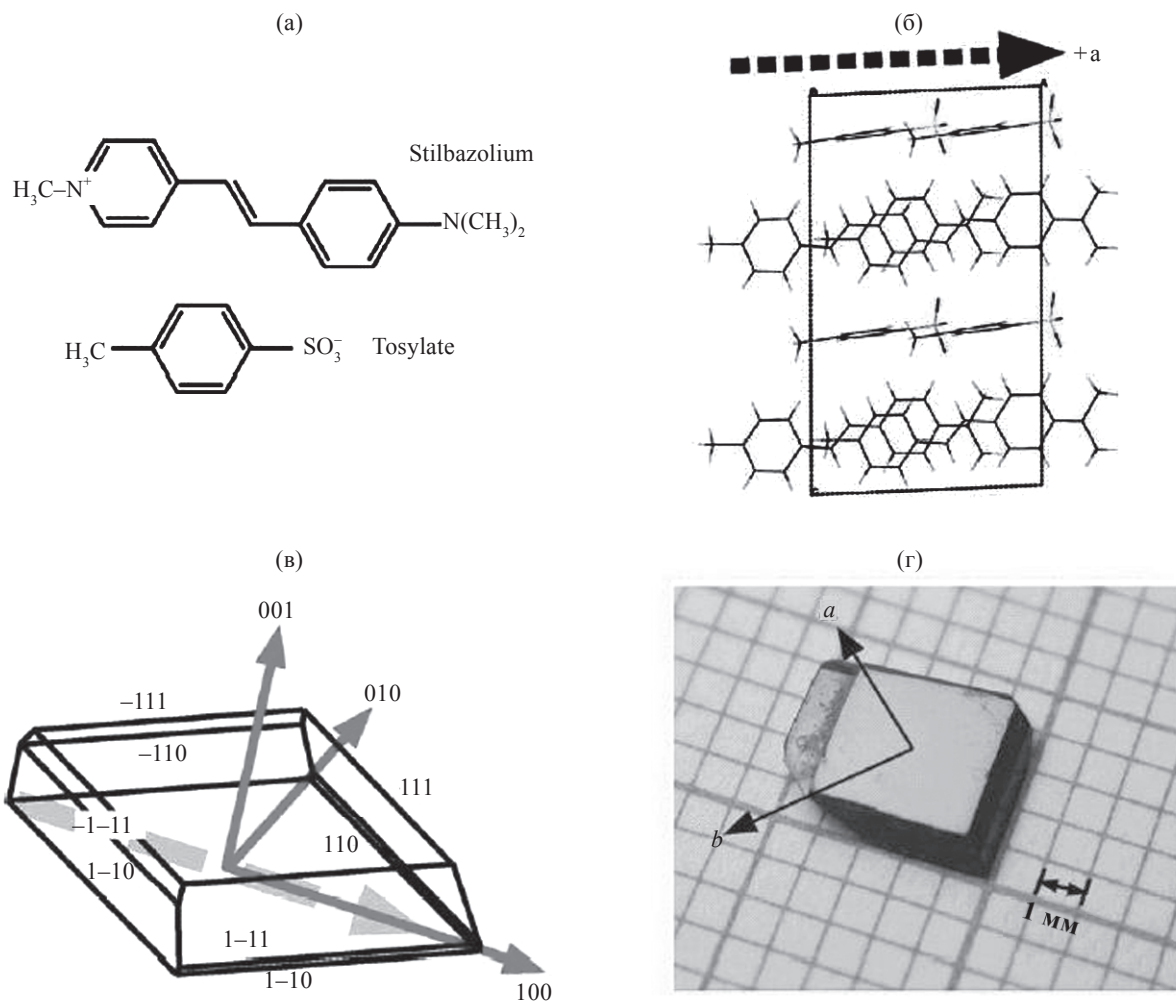 (а)
H₃C–N⁺
Stilbazolium
N(CH₃)₂
H₃C
SO₃⁻ Tosylate
(б)
+a
(в)
001
010
–111
–110
111
–1–11
110
1–10
1–11
1–10
100
(г)
a
b
1 мм